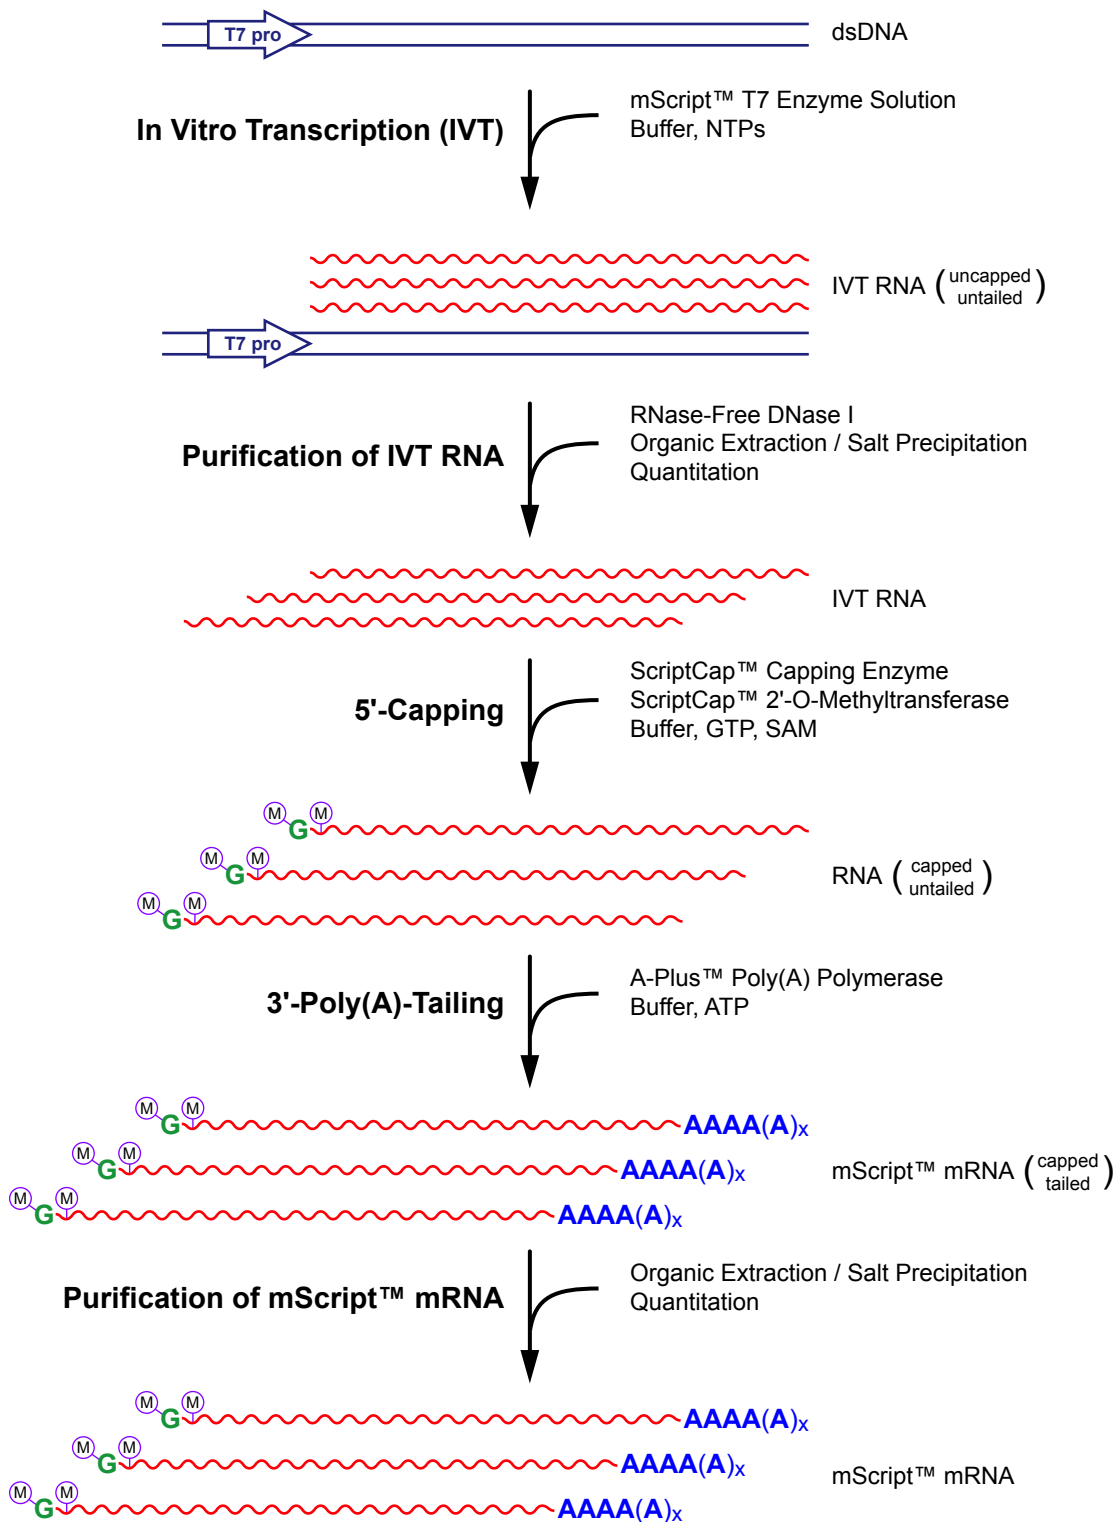 T7 pro
dsDNA
In Vitro Transcription (IVT)
mScript™ T7 Enzyme Solution
Buffer, NTPs
IVT RNA (uncapped
untailed)
T7 pro
Purification of IVT RNA
RNase-Free DNase I
Organic Extraction / Salt Precipitation
Quantitation
IVT RNA
5'-Capping
ScriptCap™ Capping Enzyme
ScriptCap™ 2'-O-Methyltransferase
Buffer, GTP, SAM
M G M
M G M
RNA (capped
untailed)
M G M
3'-Poly(A)-Tailing
A-Plus™ Poly(A) Polymerase
Buffer, ATP
M G M AAAA(A)x
M G M AAAA(A)x
mScript™ mRNA (capped
tailed)
M G M AAAA(A)x
Purification of mScript™ mRNA
Organic Extraction / Salt Precipitation
Quantitation
M G M AAAA(A)x
M G M AAAA(A)x
mScript™ mRNA
M G M AAAA(A)x